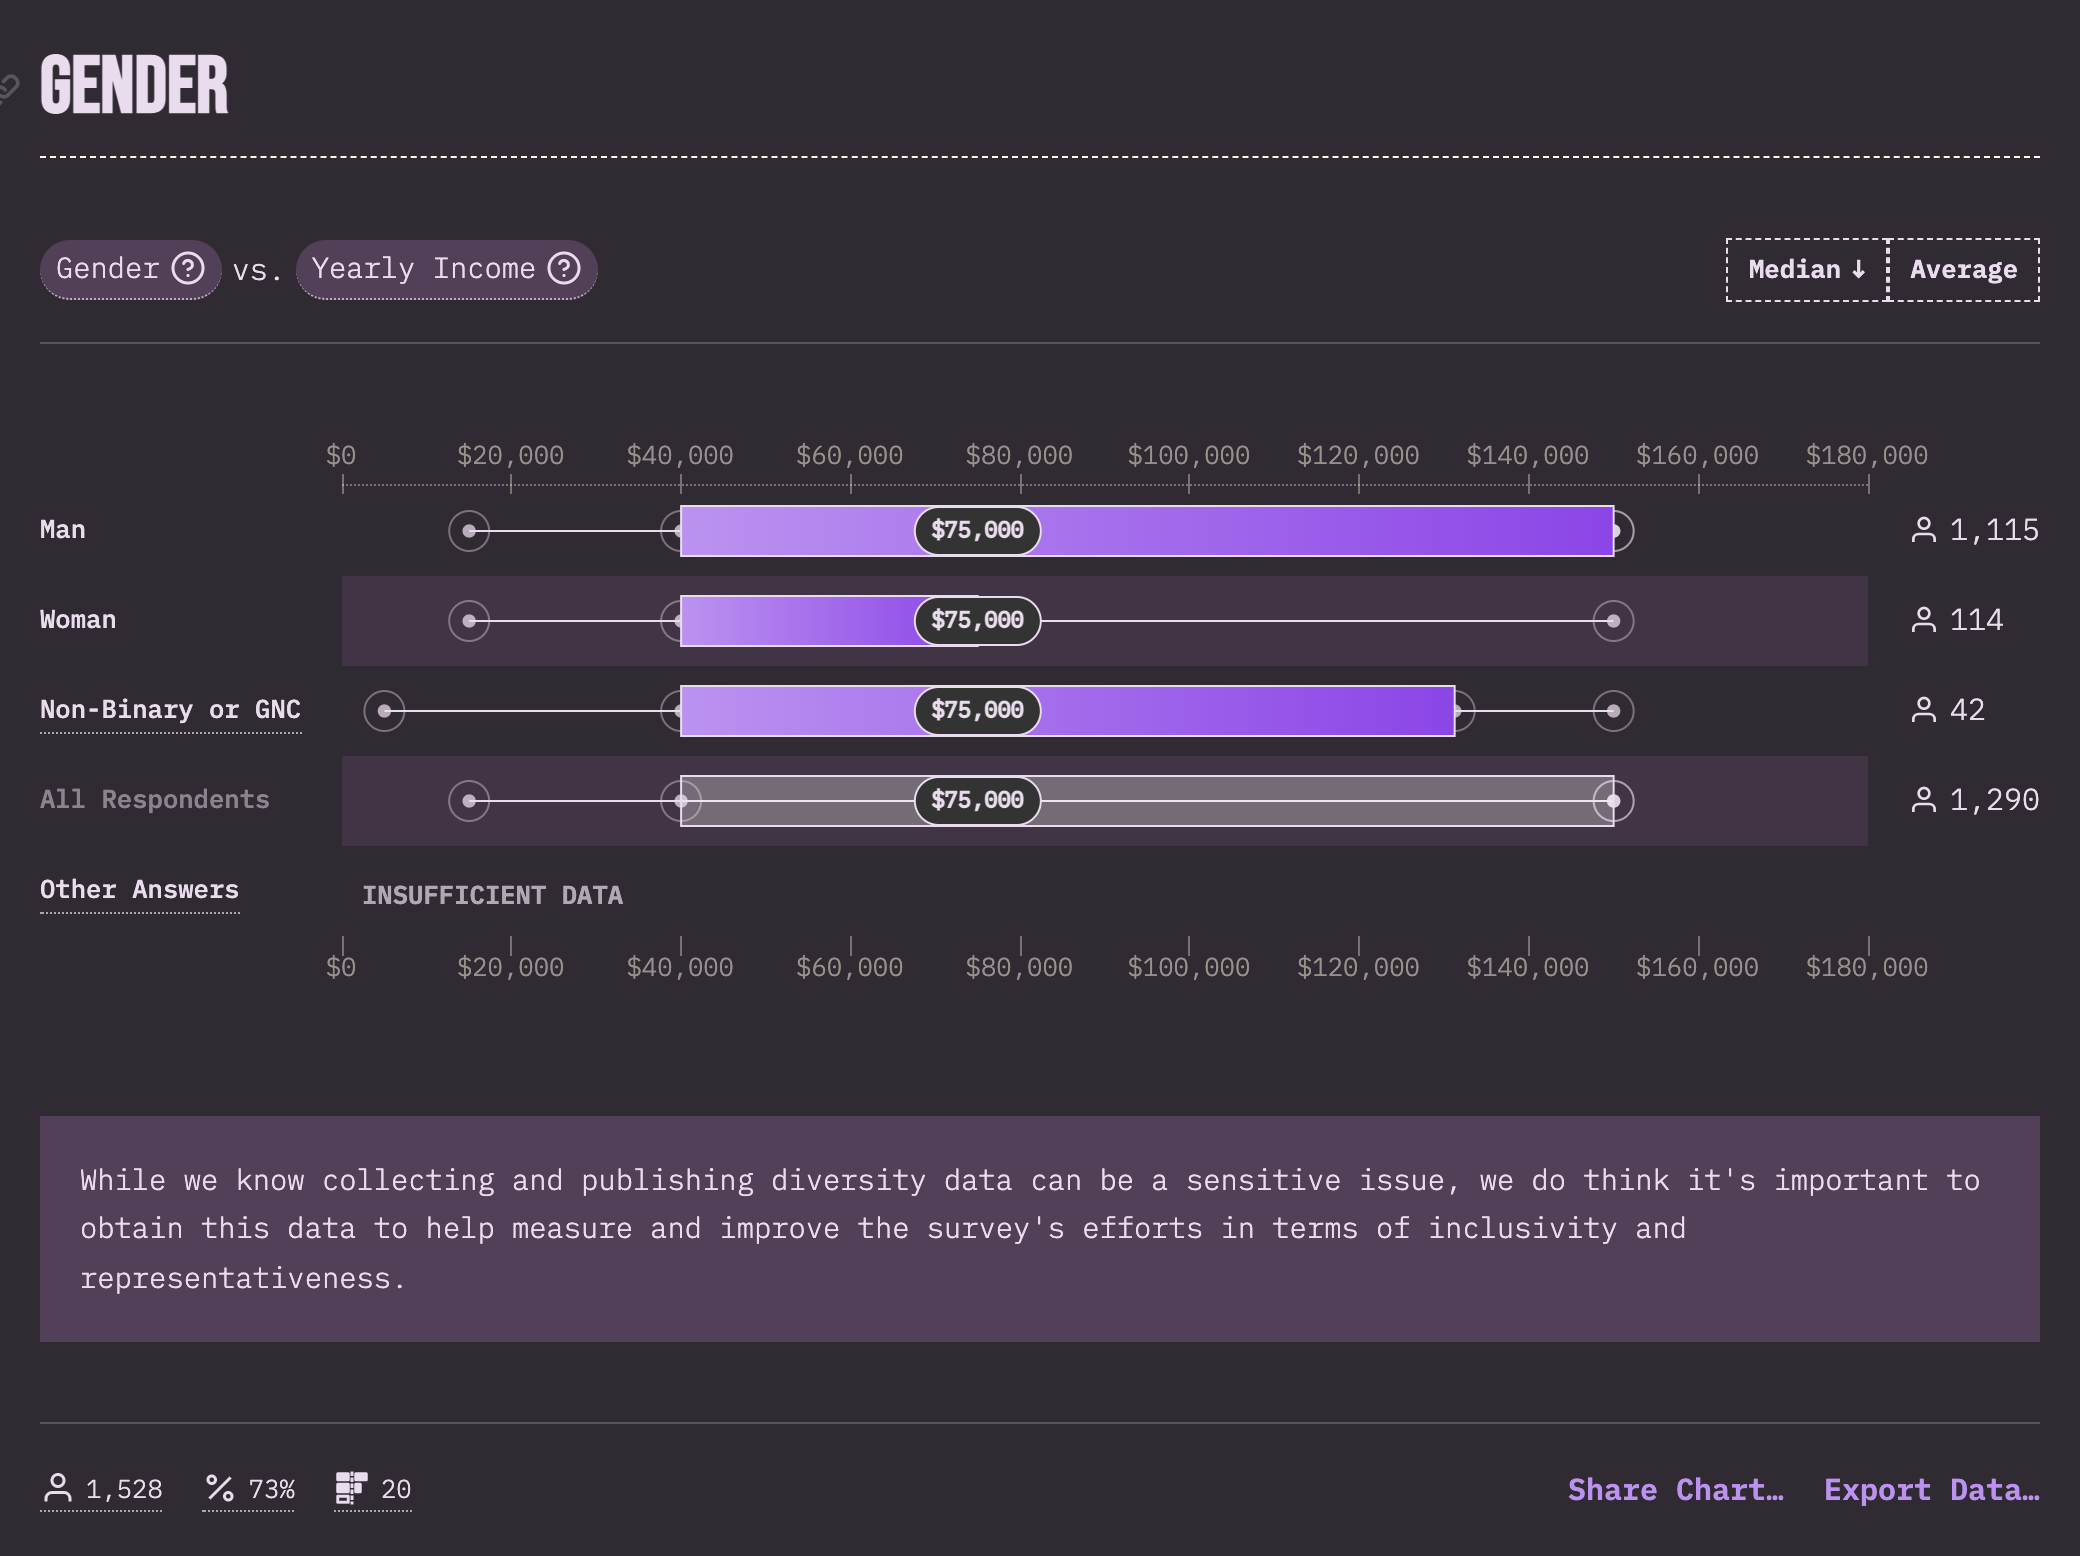 GENDER
Gender vs. Yearly Income Median ↓ Average
$0 $20,000 $40,000 $60,000 $80,000 $100,000 $120,000 $140,000 $160,000 $180,000
Man $75,000 1,115
Woman $75,000 114
Non-Binary or GNC $75,000 42
All Respondents $75,000 1,290
Other Answers INSUFFICIENT DATA
$0 $20,000 $40,000 $60,000 $80,000 $100,000 $120,000 $140,000 $160,000 $180,000
While we know collecting and publishing diversity data can be a sensitive issue, we do think it's important to
obtain this data to help measure and improve the survey's efforts in terms of inclusivity and
representativeness.
1,528 73% 20 Share Chart… Export Data…